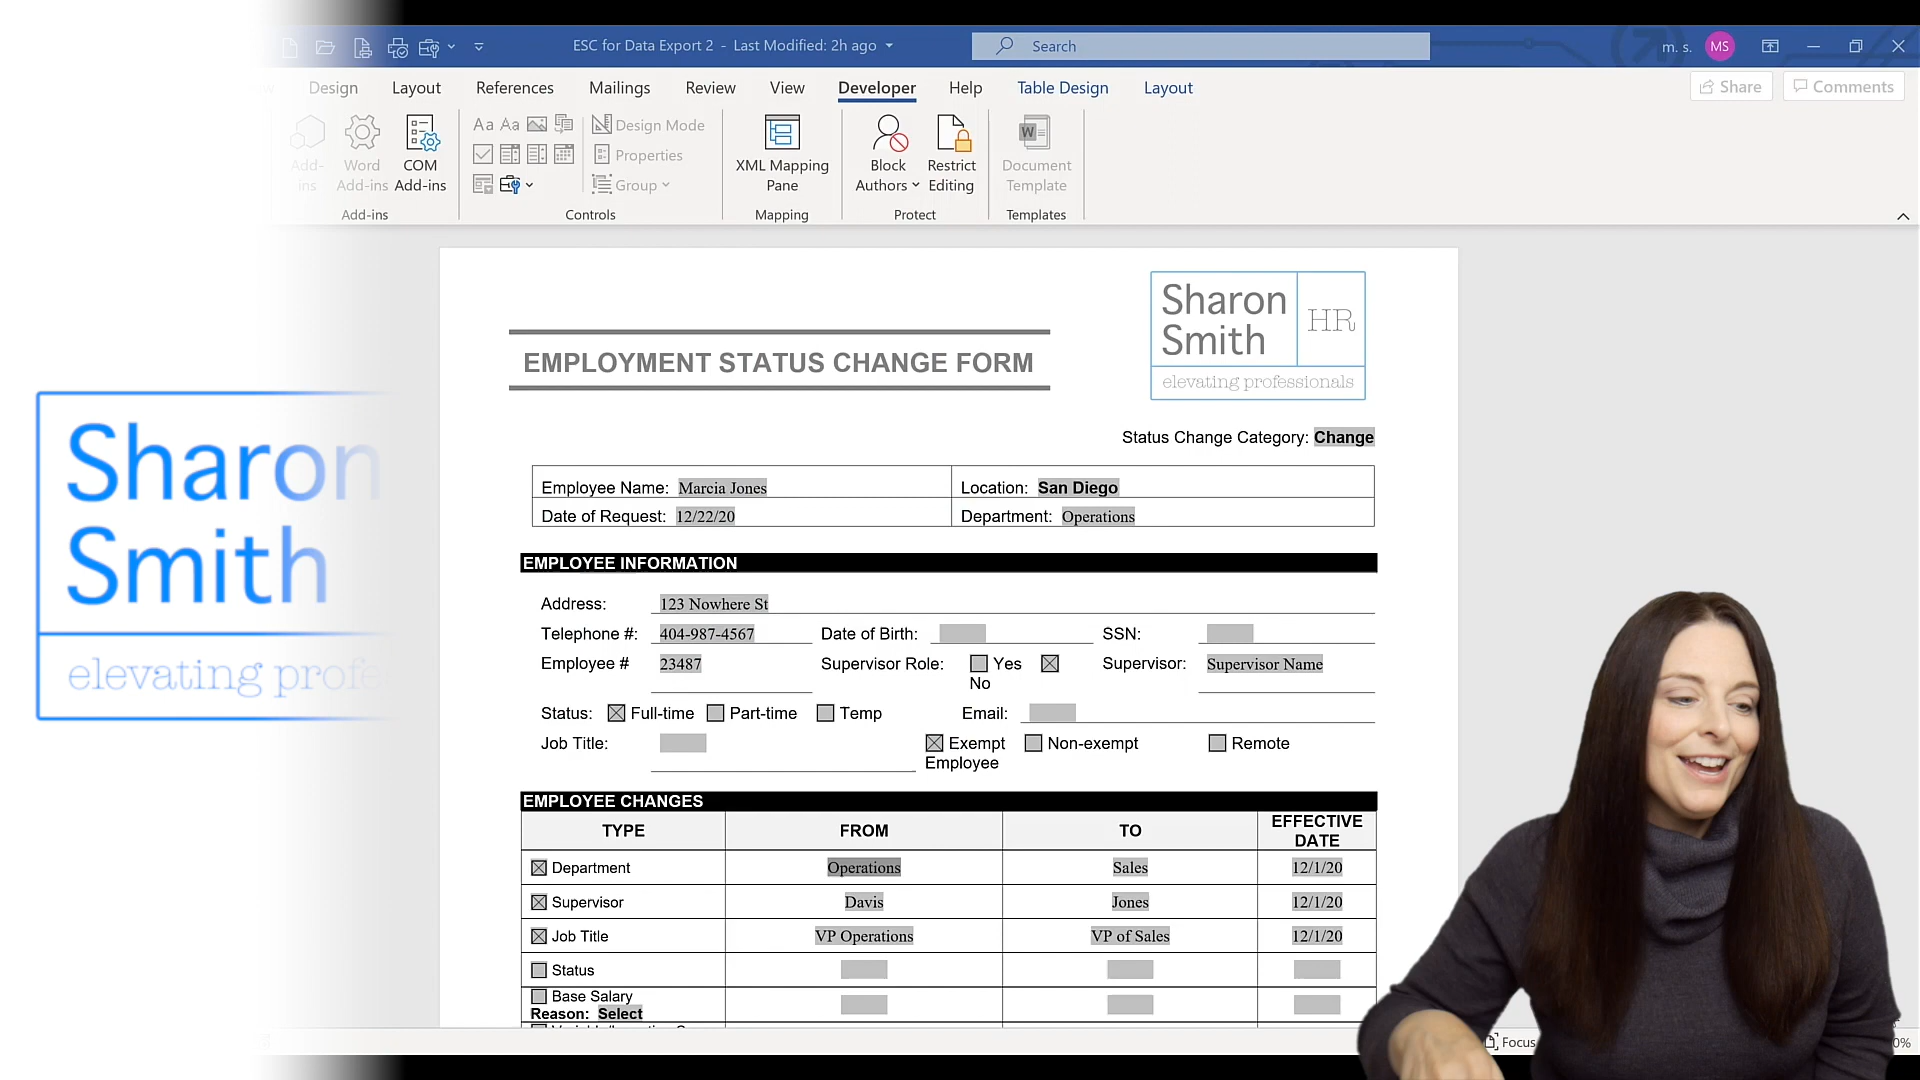 ESC for Data Export 2 - Last Modified: 2h ago
Search
m. s. MS
Design Layout References Mailings Review View Developer Help Table Design Layout
Share Comments
Add-ins
Word Add-ins
COM Add-ins
Add-ins
Aa Aa
Design Mode
Properties
Group
Controls
XML Mapping Pane
Mapping
Block Authors
Restrict Editing
Protect
Document Template
Templates
Sharon
Smith
HR
elevating professionals
EMPLOYMENT STATUS CHANGE FORM
Status Change Category: Change
Employee Name: Marcia Jones Location: San Diego
Date of Request: 12/22/20 Department: Operations
EMPLOYEE INFORMATION
Address: 123 Nowhere St
Telephone #: 404-987-4567 Date of Birth: SSN:
Employee # 23487 Supervisor Role: Yes Supervisor: Supervisor Name
No
Status: Full-time Part-time Temp Email:
Job Title: Exempt Non-exempt Remote
Employee
EMPLOYEE CHANGES
TYPE FROM TO EFFECTIVE DATE
Department Operations Sales 12/1/20
Supervisor Davis Jones 12/1/20
Job Title VP Operations VP of Sales 12/1/20
Status
Base Salary
Reason: Select
Sharon
Smith
elevating profe
Focus
0%